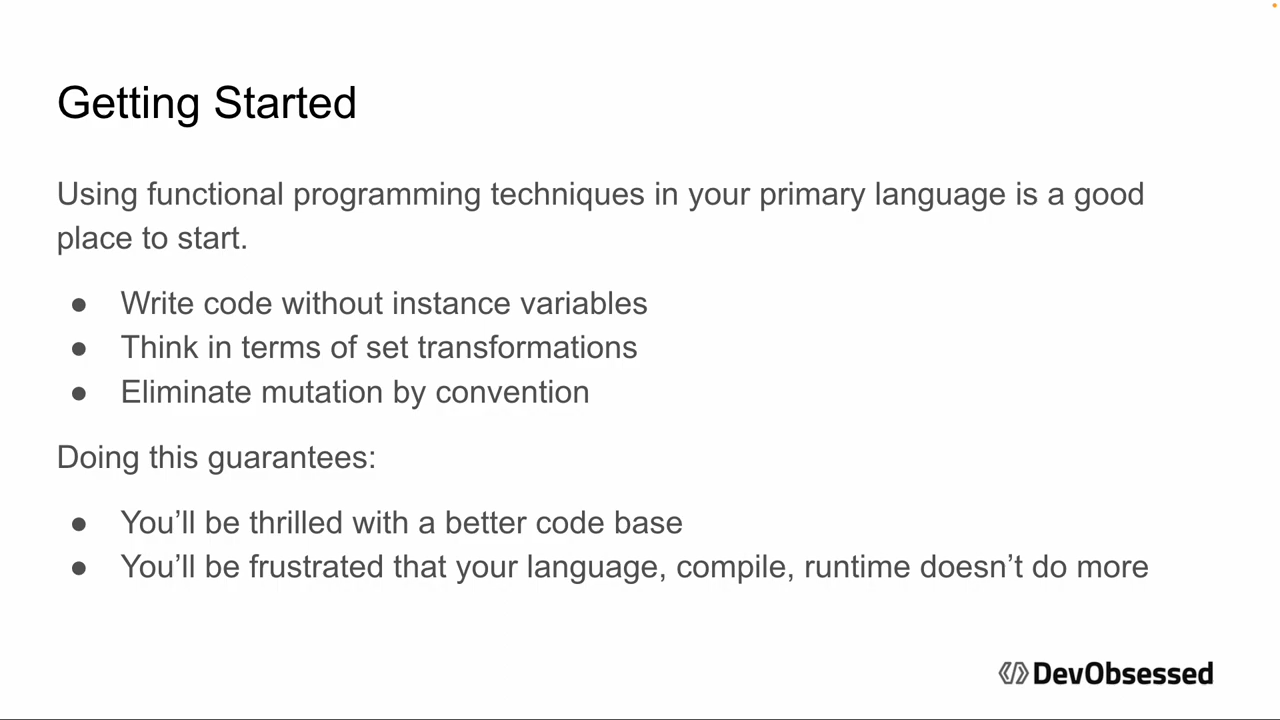 Getting Started
Using functional programming techniques in your primary language is a good
place to start.
● Write code without instance variables
● Think in terms of set transformations
● Eliminate mutation by convention
Doing this guarantees:
● You’ll be thrilled with a better code base
● You’ll be frustrated that your language, compile, runtime doesn’t do more
DevObsessed